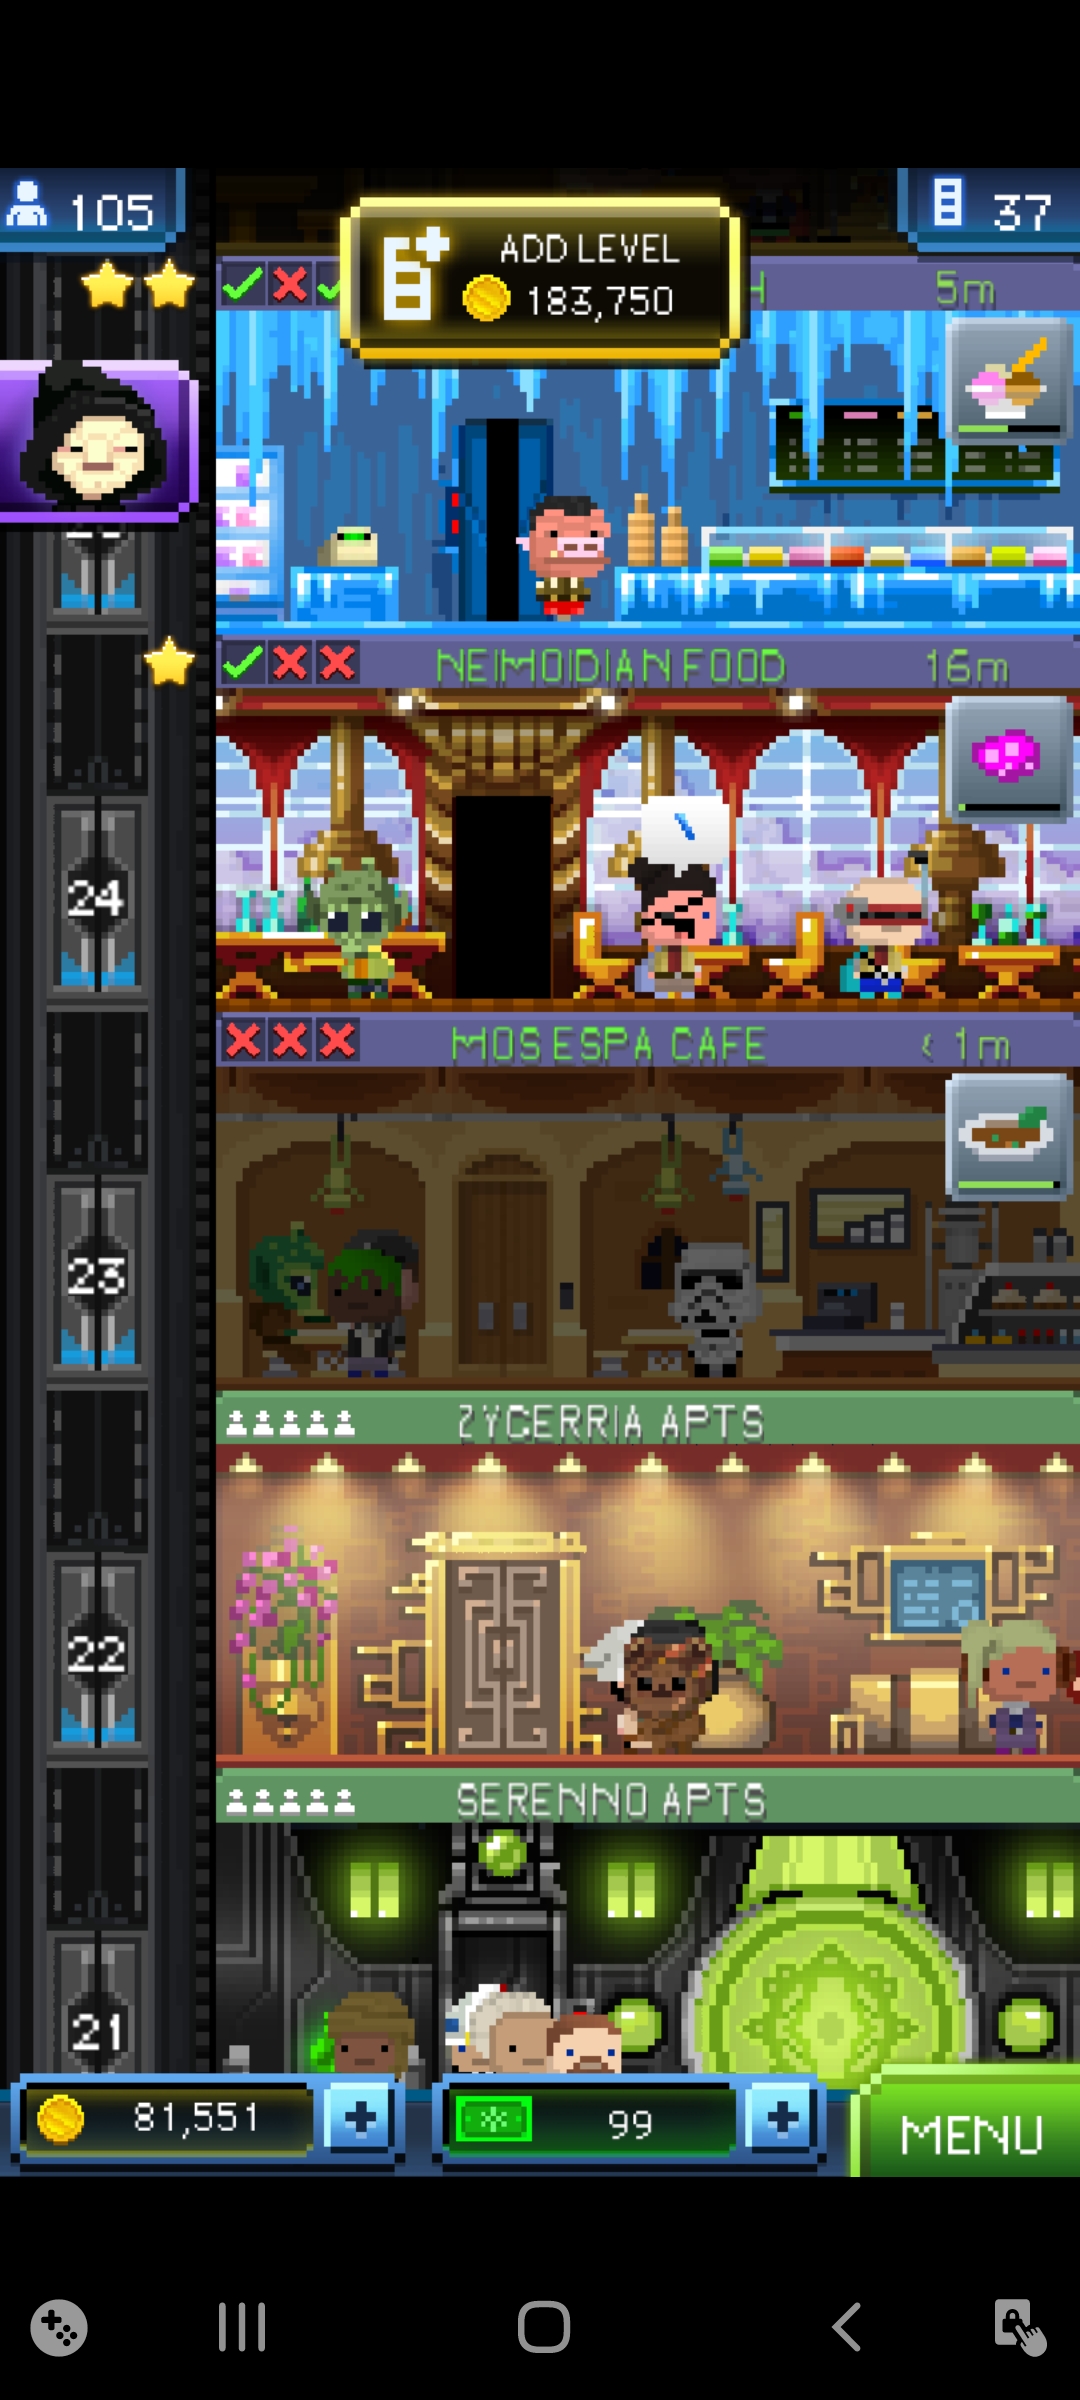 105
37
ADD LEVEL
183,750
5m
NEIMOIDIAN FOOD
16m
24
MOS ESPA CAFE
< 1m
23
ZYGERRIA APTS
22
SERENNO APTS
21
81,551
99
MENU